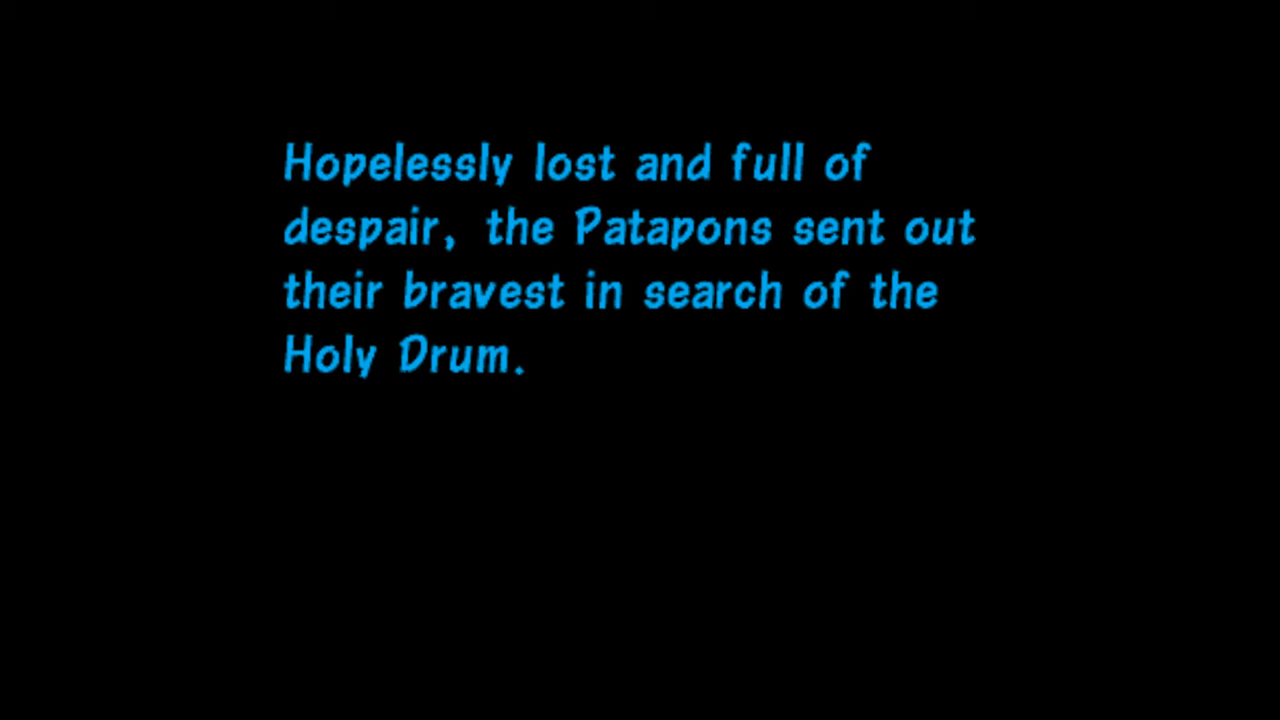 Hopelessly lost and full of
despair, the Patapons sent out
their bravest in search of the
Holy Drum.